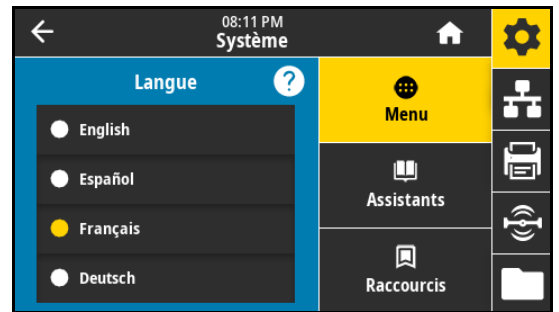 08:11 PM
Système
Langue
?
English
Español
Français
Deutsch
Menu
Assistants
Raccourcis